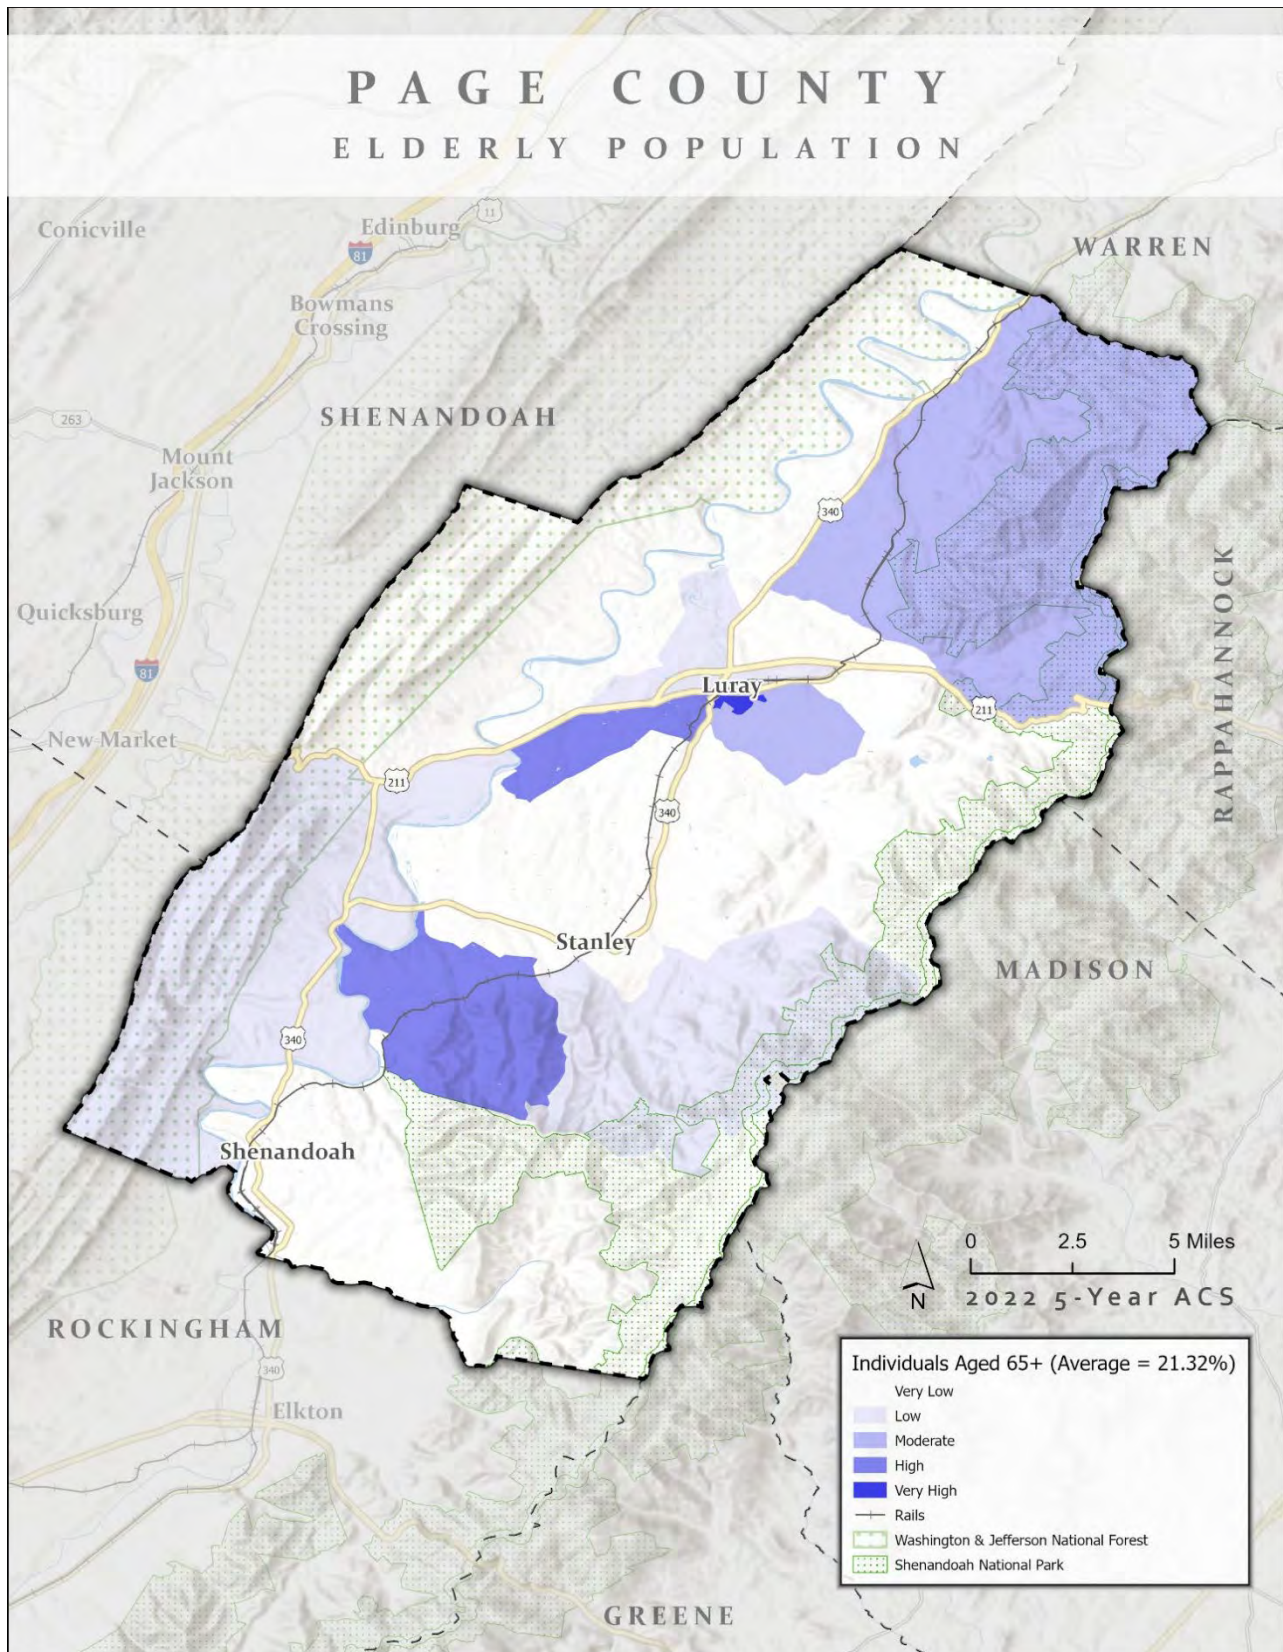 PAGE COUNTY
ELDERLY POPULATION
Conicville
Edinburg
11
81
WARREN
Bowmans
Crossing
263
SHENANDOAH
Mount
Jackson
340
Quicksburg
RAPPAHANNOCK
81
Luray
211
New Market
211
340
Stanley
MADISON
340
Shenandoah
0 2.5 5 Miles
N
2022 5-Year ACS
ROCKINGHAM
340
Elkton
Individuals Aged 65+ (Average = 21.32%)
Very Low
Low
Moderate
High
Very High
Rails
Washington & Jefferson National Forest
Shenandoah National Park
GREENE